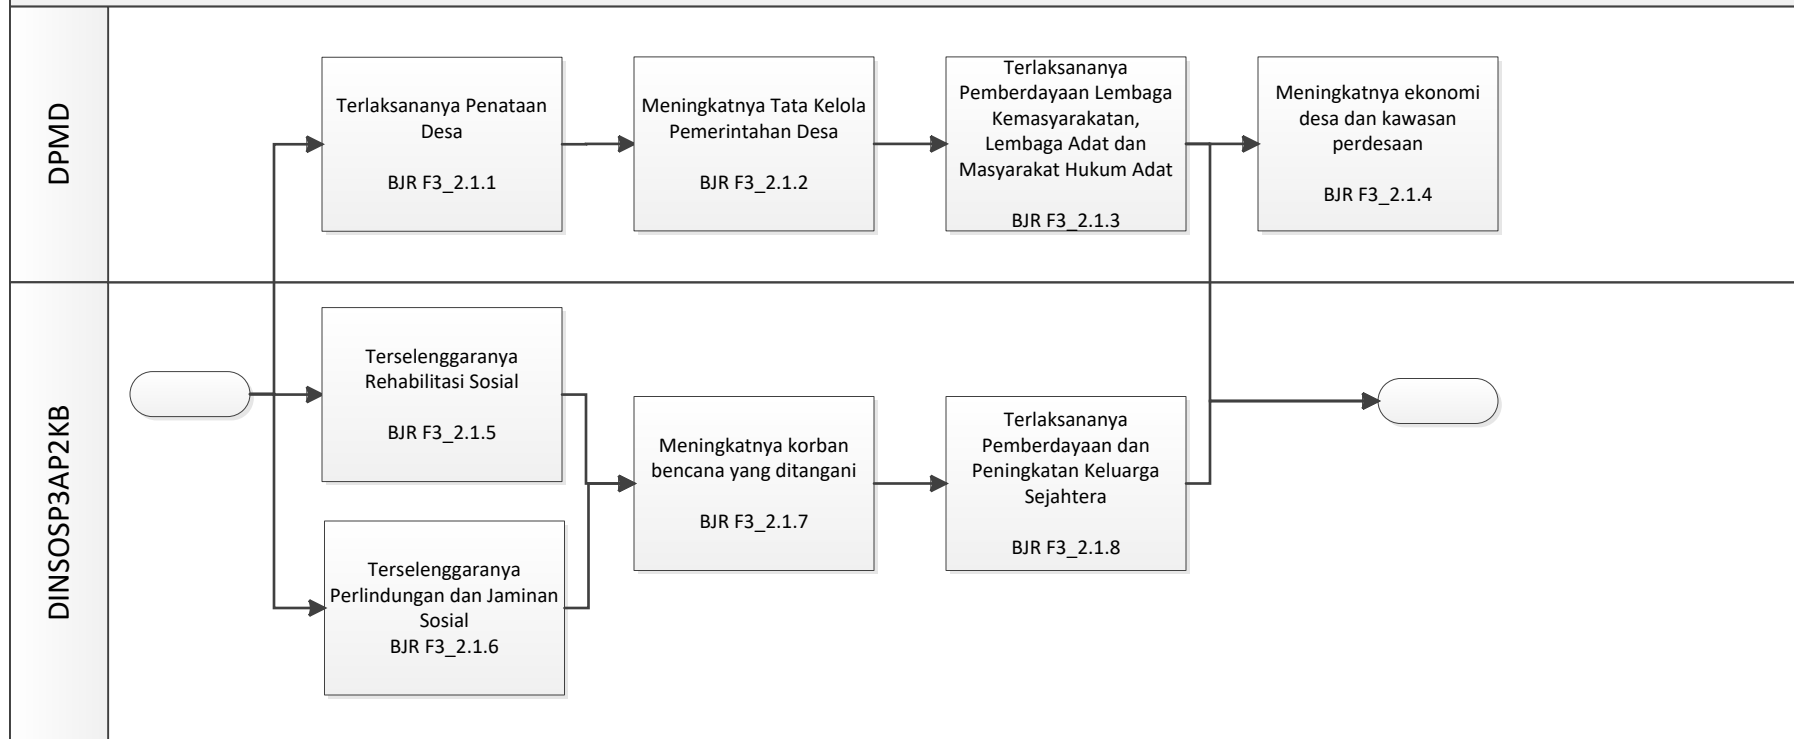 DPMD
Terlaksananya Penataan
Desa
BJR F3_2.1.1
Meningkatnya Tata Kelola
Pemerintahan Desa
BJR F3_2.1.2
Terlaksananya
Pemberdayaan Lembaga
Kemasyarakatan,
Lembaga Adat dan
Masyarakat Hukum Adat
BJR F3_2.1.3
Meningkatnya ekonomi
desa dan kawasan
perdesaan
BJR F3_2.1.4
DINSOSP3AP2KB
Terselenggaranya
Rehabilitasi Sosial
BJR F3_2.1.5
Terselenggaranya
Perlindungan dan Jaminan
Sosial
BJR F3_2.1.6
Meningkatnya korban
bencana yang ditangani
BJR F3_2.1.7
Terlaksananya
Pemberdayaan dan
Peningkatan Keluarga
Sejahtera
BJR F3_2.1.8